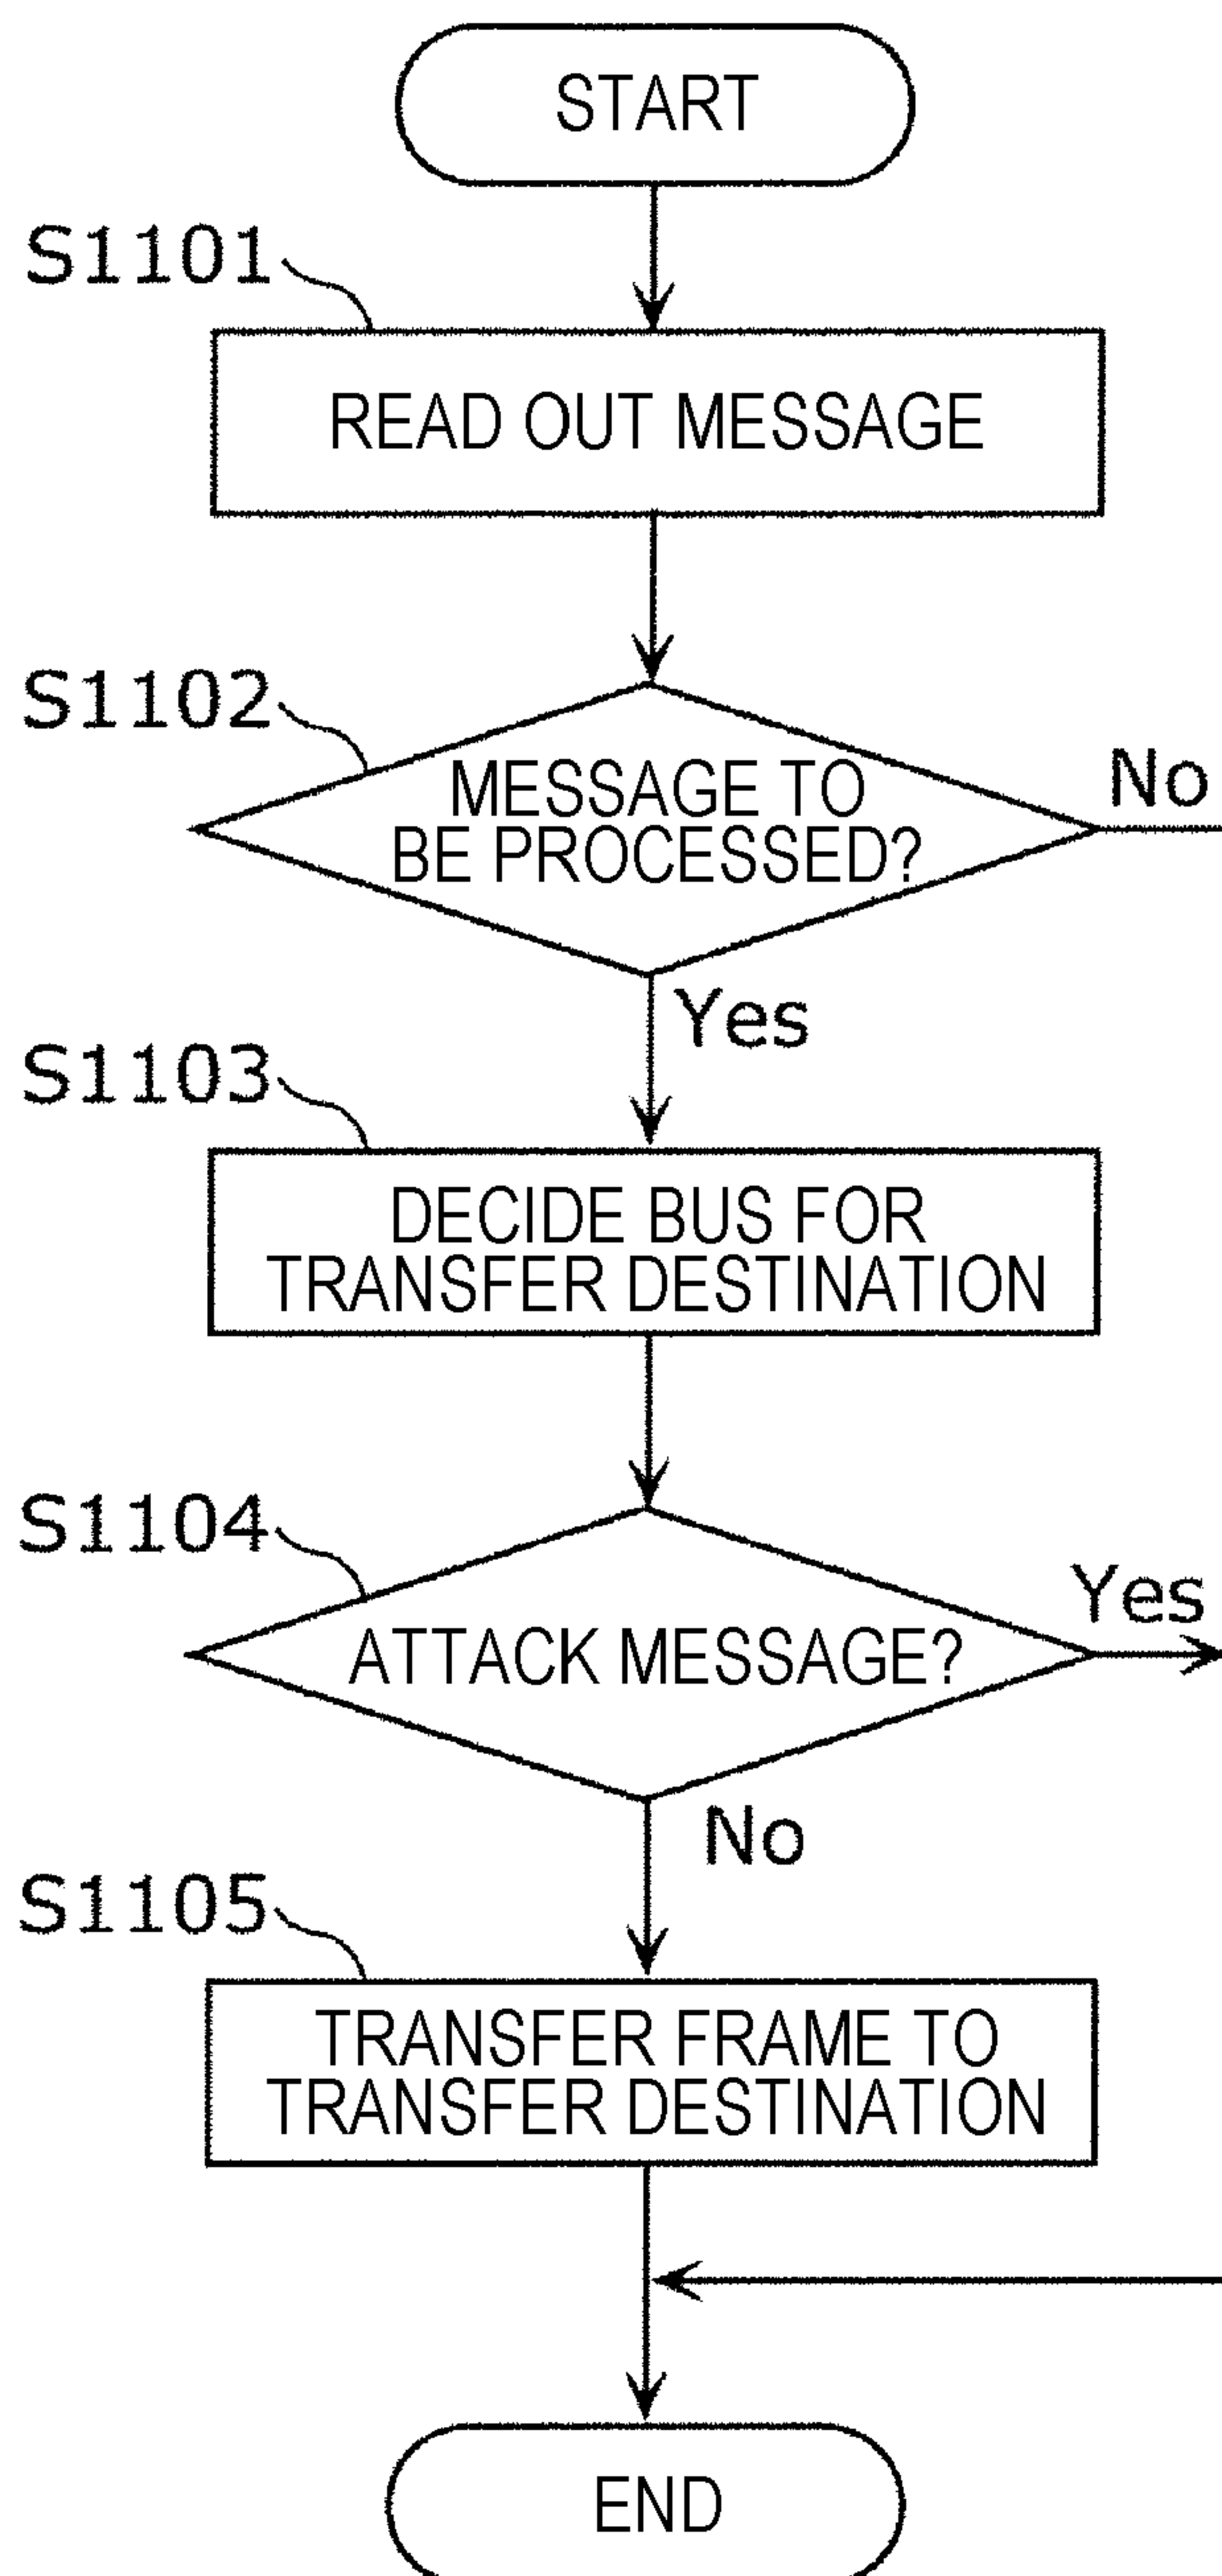 START
S1101
READ OUT MESSAGE
S1102
MESSAGE TO
BE PROCESSED?
No
Yes
S1103
DECIDE BUS FOR
TRANSFER DESTINATION
S1104
ATTACK MESSAGE?
Yes
No
S1105
TRANSFER FRAME TO
TRANSFER DESTINATION
END